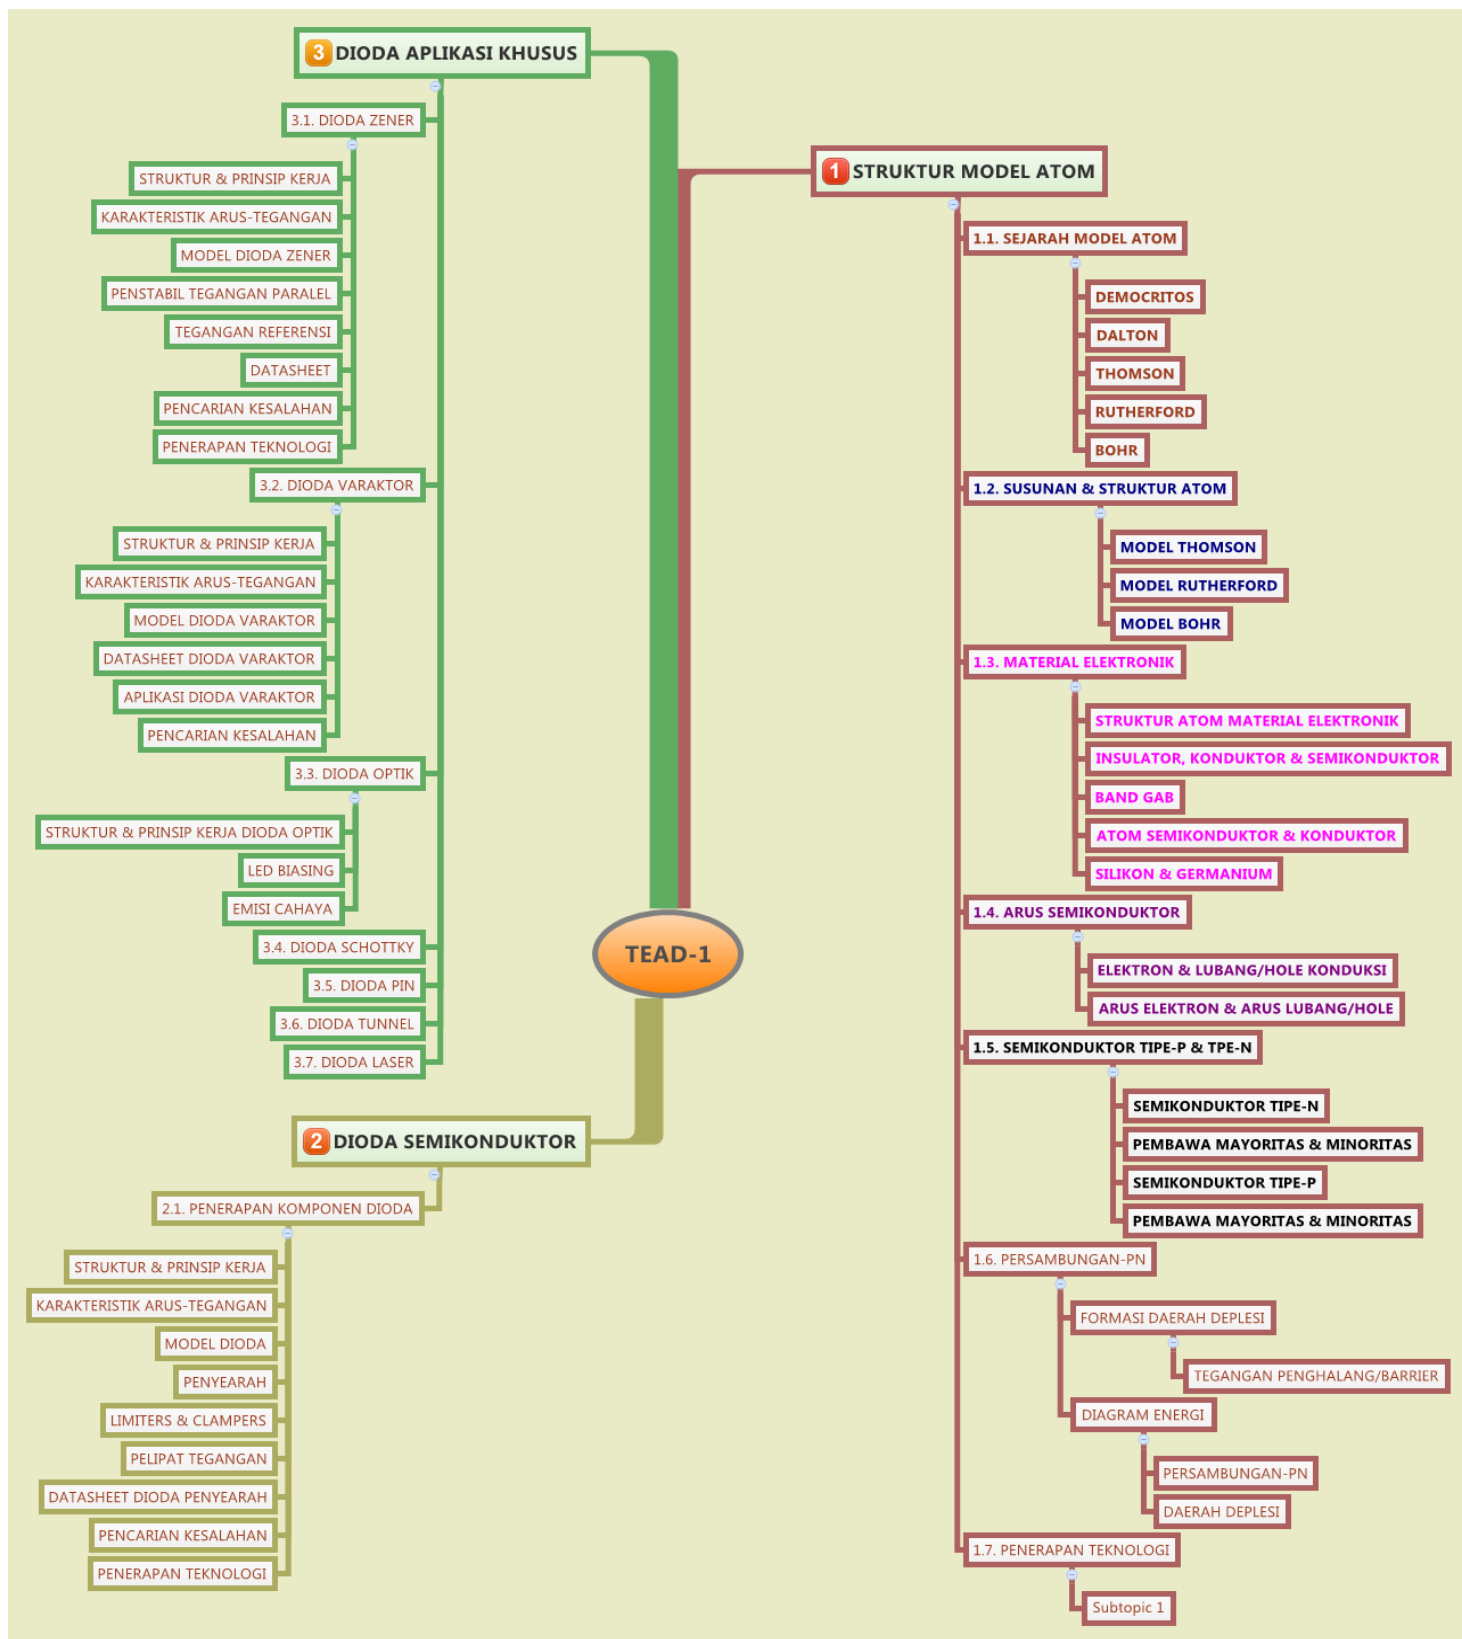 TEAD-1
1 STRUKTUR MODEL ATOM
1.1. SEJARAH MODEL ATOM
DEMOCRITOS
DALTON
THOMSON
RUTHERFORD
BOHR
1.2. SUSUNAN & STRUKTUR ATOM
MODEL THOMSON
MODEL RUTHERFORD
MODEL BOHR
1.3. MATERIAL ELEKTRONIK
STRUKTUR ATOM MATERIAL ELEKTRONIK
INSULATOR, KONDUKTOR & SEMIKONDUKTOR
BAND GAB
ATOM SEMIKONDUKTOR & KONDUKTOR
SILIKON & GERMANIUM
1.4. ARUS SEMIKONDUKTOR
ELEKTRON & LUBANG/HOLE KONDUKSI
ARUS ELEKTRON & ARUS LUBANG/HOLE
1.5. SEMIKONDUKTOR TIPE-P & TPE-N
SEMIKONDUKTOR TIPE-N
PEMBAWA MAYORITAS & MINORITAS
SEMIKONDUKTOR TIPE-P
PEMBAWA MAYORITAS & MINORITAS
1.6. PERSAMBUNGAN-PN
FORMASI DAERAH DEPLESI
TEGANGAN PENGHALANG/BARRIER
DIAGRAM ENERGI
PERSAMBUNGAN-PN
DAERAH DEPLESI
1.7. PENERAPAN TEKNOLOGI
Subtopic 1
2 DIODA SEMIKONDUKTOR
2.1. PENERAPAN KOMPONEN DIODA
STRUKTUR & PRINSIP KERJA
KARAKTERISTIK ARUS-TEGANGAN
MODEL DIODA
PENYEARAH
LIMITERS & CLAMPERS
PELIPAT TEGANGAN
DATASHEET DIODA PENYEARAH
PENCARIAN KESALAHAN
PENERAPAN TEKNOLOGI
3 DIODA APLIKASI KHUSUS
3.1. DIODA ZENER
STRUKTUR & PRINSIP KERJA
KARAKTERISTIK ARUS-TEGANGAN
MODEL DIODA ZENER
PENSTABIL TEGANGAN PARALEL
TEGANGAN REFERENSI
DATASHEET
PENCARIAN KESALAHAN
PENERAPAN TEKNOLOGI
3.2. DIODA VARAKTOR
STRUKTUR & PRINSIP KERJA
KARAKTERISTIK ARUS-TEGANGAN
MODEL DIODA VARAKTOR
DATASHEET DIODA VARAKTOR
APLIKASI DIODA VARAKTOR
PENCARIAN KESALAHAN
3.3. DIODA OPTIK
STRUKTUR & PRINSIP KERJA DIODA OPTIK
LED BIASING
EMISI CAHAYA
3.4. DIODA SCHOTTKY
3.5. DIODA PIN
3.6. DIODA TUNNEL
3.7. DIODA LASER